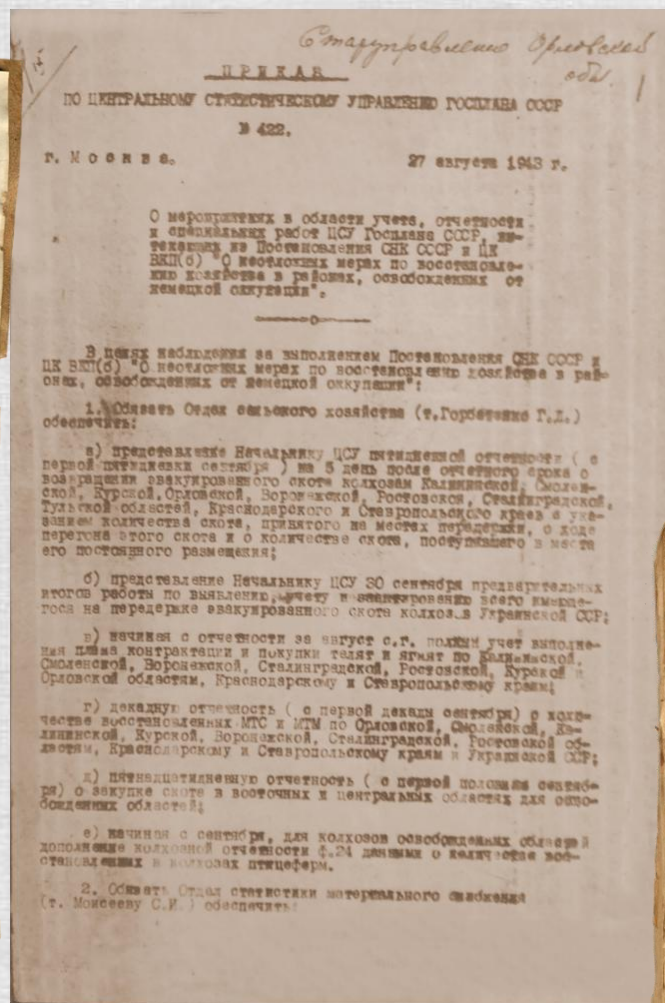 Статуправление Орловской
обл.
ПРИКАЗ
ПО ЦЕНТРАЛЬНОМУ СТАТИСТИЧЕСКОМУ УПРАВЛЕНИЮ ГОСПЛАНА СССР
№ 422.
г. Москва. 27 августа 1943 г.
О мероприятиях в области учета, отчетности
и специальных работ ЦСУ Госплана СССР, вы-
текающих из Постановления СНК СССР и ЦК
ВКП(б) "О неотложных мерах по восстановле-
нию хозяйства в районах, освобожденных от
немецкой оккупации".
В целях наблюдения за выполнением Постановления СНК СССР и
ЦК ВКП(б) "О неотложных мерах по восстановлению хозяйства в рай-
онах, освобожденных от немецкой оккупации":
1. Обязать Отдел сельского хозяйства (т.Горбатенко Г.Д.)
обеспечить:
а) представление Начальнику ЦСУ пятидневной отчетности ( с
первой пятидневки сентября ) на 5 день после отчетного срока о
возвращении эвакуированного скота колхозам Калининской, Смолен-
ской, Курской, Орловской, Воронежской, Ростовской, Сталинградской,
Тульской областей, Краснодарского и Ставропольского краев с ука-
занием количества скота, принятого на местах передержки, о ходе
перегона этого скота и о количестве скота, поступившего в места
его постоянного размещения;
б) представление Начальнику ЦСУ 30 сентября предварительных
итогов работы по выявлению, учету и эвактированию всего имеюще-
гося на передержке эвакуированного скота колхозов Украинской ССР;
в) начиная с отчетности за август с.г. полный учет выполне-
ния плана контрактации и покупки телят и ягнят по Калининской,
Смоленской, Воронежской, Сталинградской, Ростовской, Курской и
Орловской областям, Краснодарскому и Ставропольскому краям;
г) декадную отчетность ( с первой декады сентября) о коли-
честве восстановленных МТС и МТМ по Орловской, Смоленской, Ка-
лининской, Курской, Воронежской, Сталинградской, Ростовской об-
ластям, Краснодарскому и Ставропольскому краям и Украинской ССР;
д) пятнадцатидневную отчетность ( с первой половины сентяб-
ря) о закупке скота в восточных и центральных областях для осво-
божденных областей;
е) начиная с сентября, для колхозов освобожденных областей
дополнение колхозной отчетности ф.24 данными о количестве вос-
становленных в колхозах птицеферм.
2. Обязать Отдел статистики материального снабжения
(т. Моисееву С.И.) обеспечить: